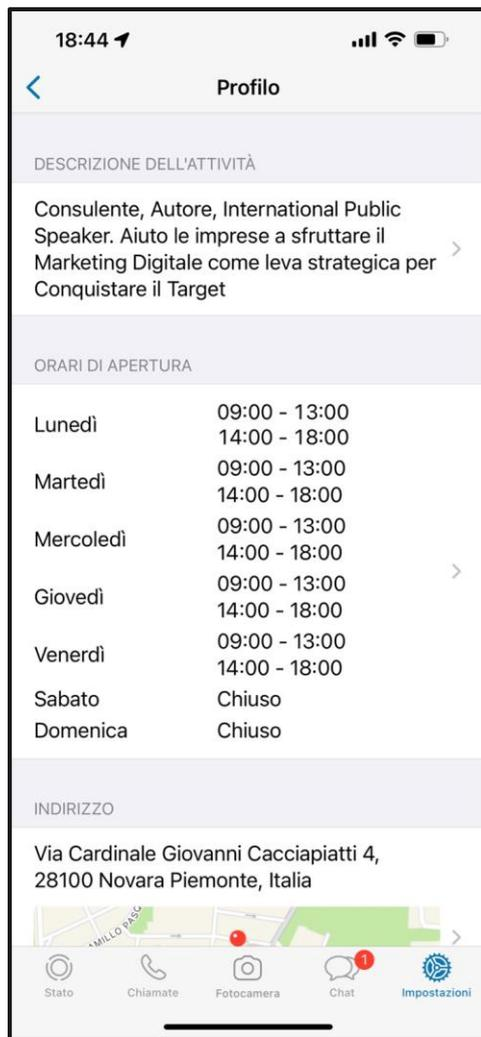 18:44
Profilo
DESCRIZIONE DELL'ATTIVITÀ
Consulente, Autore, International Public
Speaker. Aiuto le imprese a sfruttare il
Marketing Digitale come leva strategica per
Conquistare il Target
ORARI DI APERTURA
Lunedì 09:00 - 13:00
14:00 - 18:00
Martedì 09:00 - 13:00
14:00 - 18:00
Mercoledì 09:00 - 13:00
14:00 - 18:00
Giovedì 09:00 - 13:00
14:00 - 18:00
Venerdì 09:00 - 13:00
14:00 - 18:00
Sabato Chiuso
Domenica Chiuso
INDIRIZZO
Via Cardinale Giovanni Cacciapiatti 4,
28100 Novara Piemonte, Italia
AMILLO PASQ
1
Stato Chiamate Fotocamera Chat Impostazioni